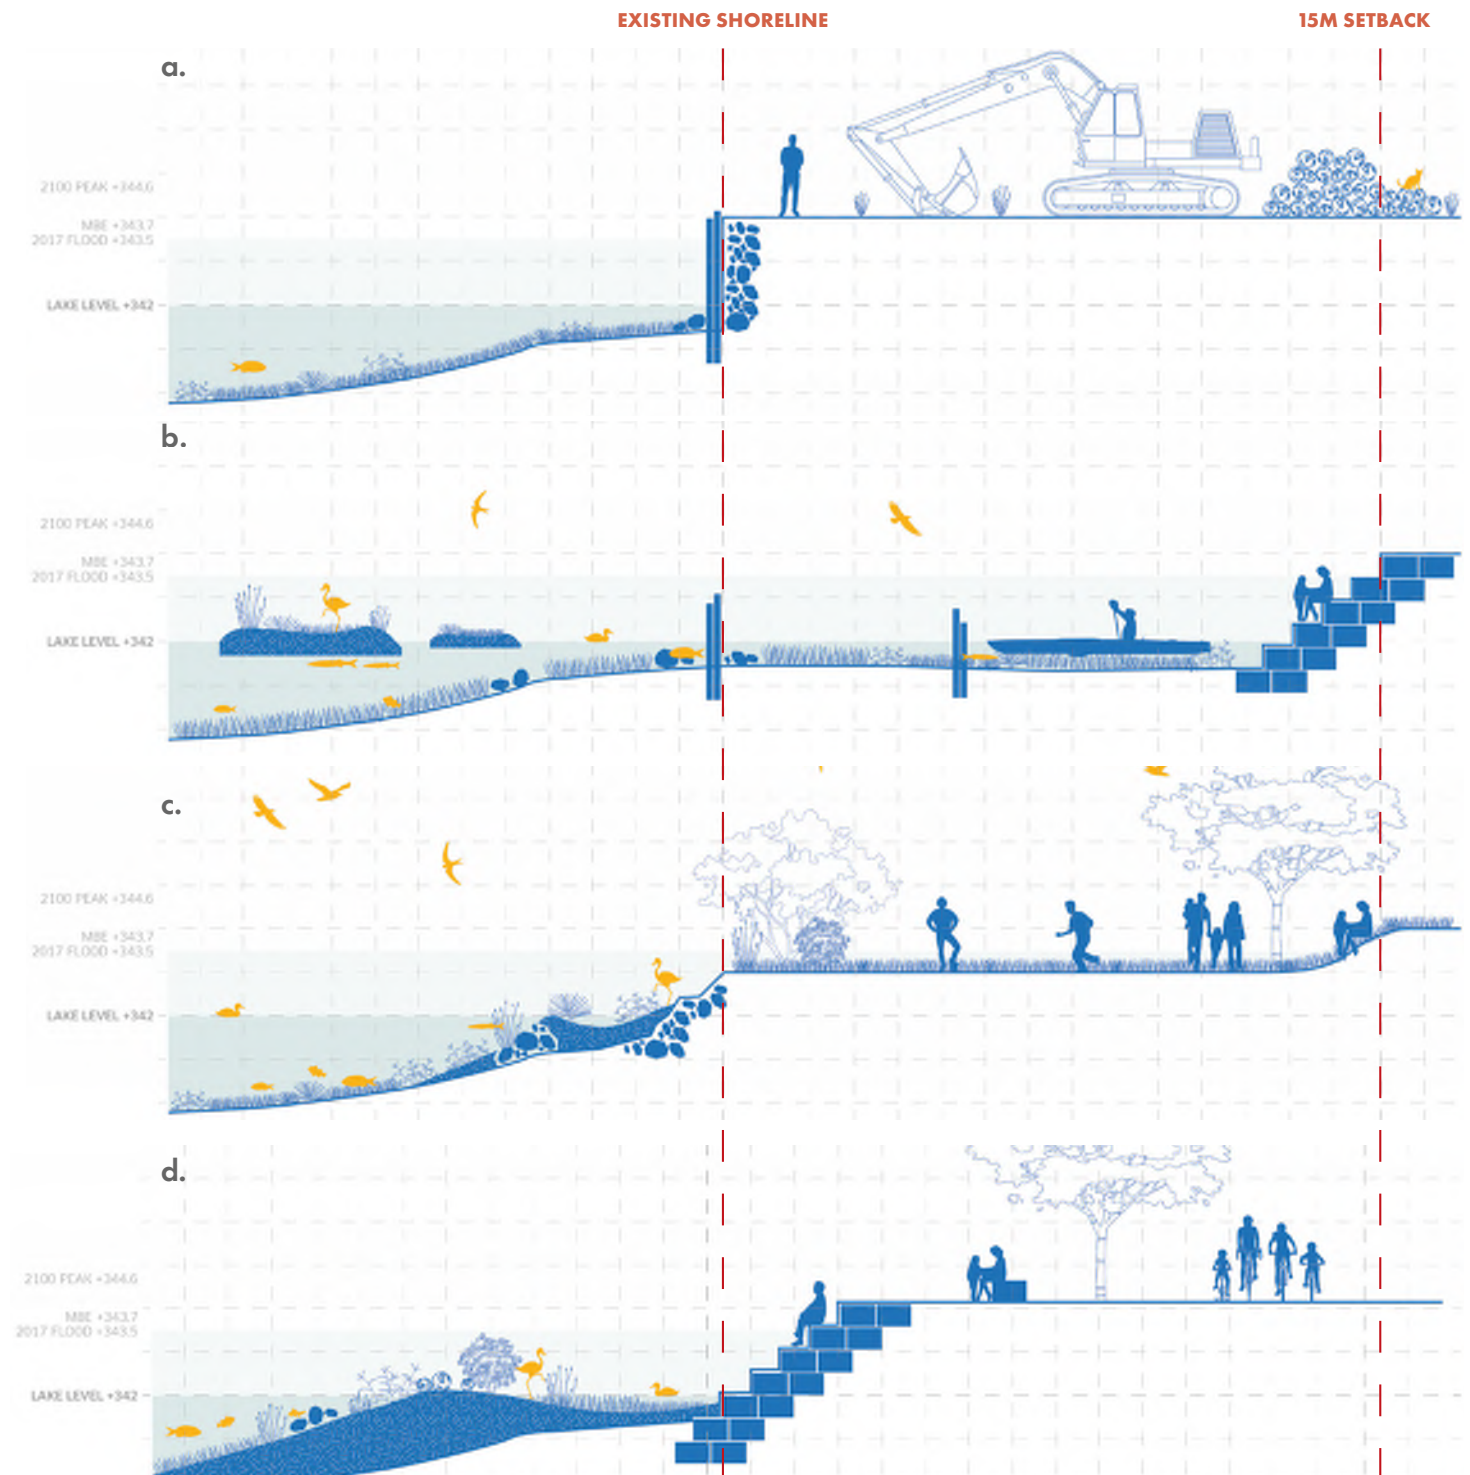 EXISTING SHORELINE
15M SETBACK
a.
2100 PEAK +344.6
MBE +343.7
2017 FLOOD +343.5
LAKE LEVEL +342
b.
2100 PEAK +344.6
MBE +343.7
2017 FLOOD +343.5
LAKE LEVEL +342
c.
2100 PEAK +344.6
MBE +343.7
2017 FLOOD +343.5
LAKE LEVEL +342
d.
2100 PEAK +344.6
MBE +343.7
2017 FLOOD +343.5
LAKE LEVEL +342